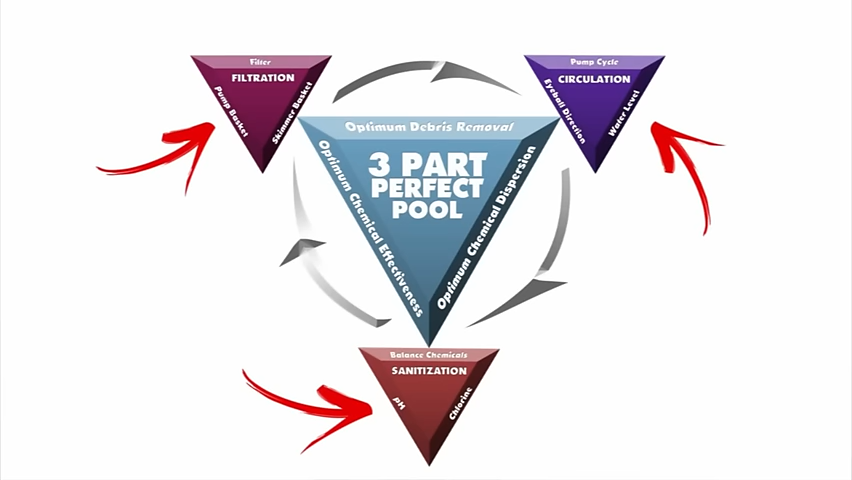 Filter
FILTRATION
Pump Basket
Skimmer Basket
Pump Cycle
CIRCULATION
Eyeball Direction
Water Level
Optimum Debris Removal
3 PART
PERFECT
POOL
Optimum Chemical Effectiveness
Optimum Chemical Dispersion
Balance Chemicals
SANITIZATION
pH
Chlorine